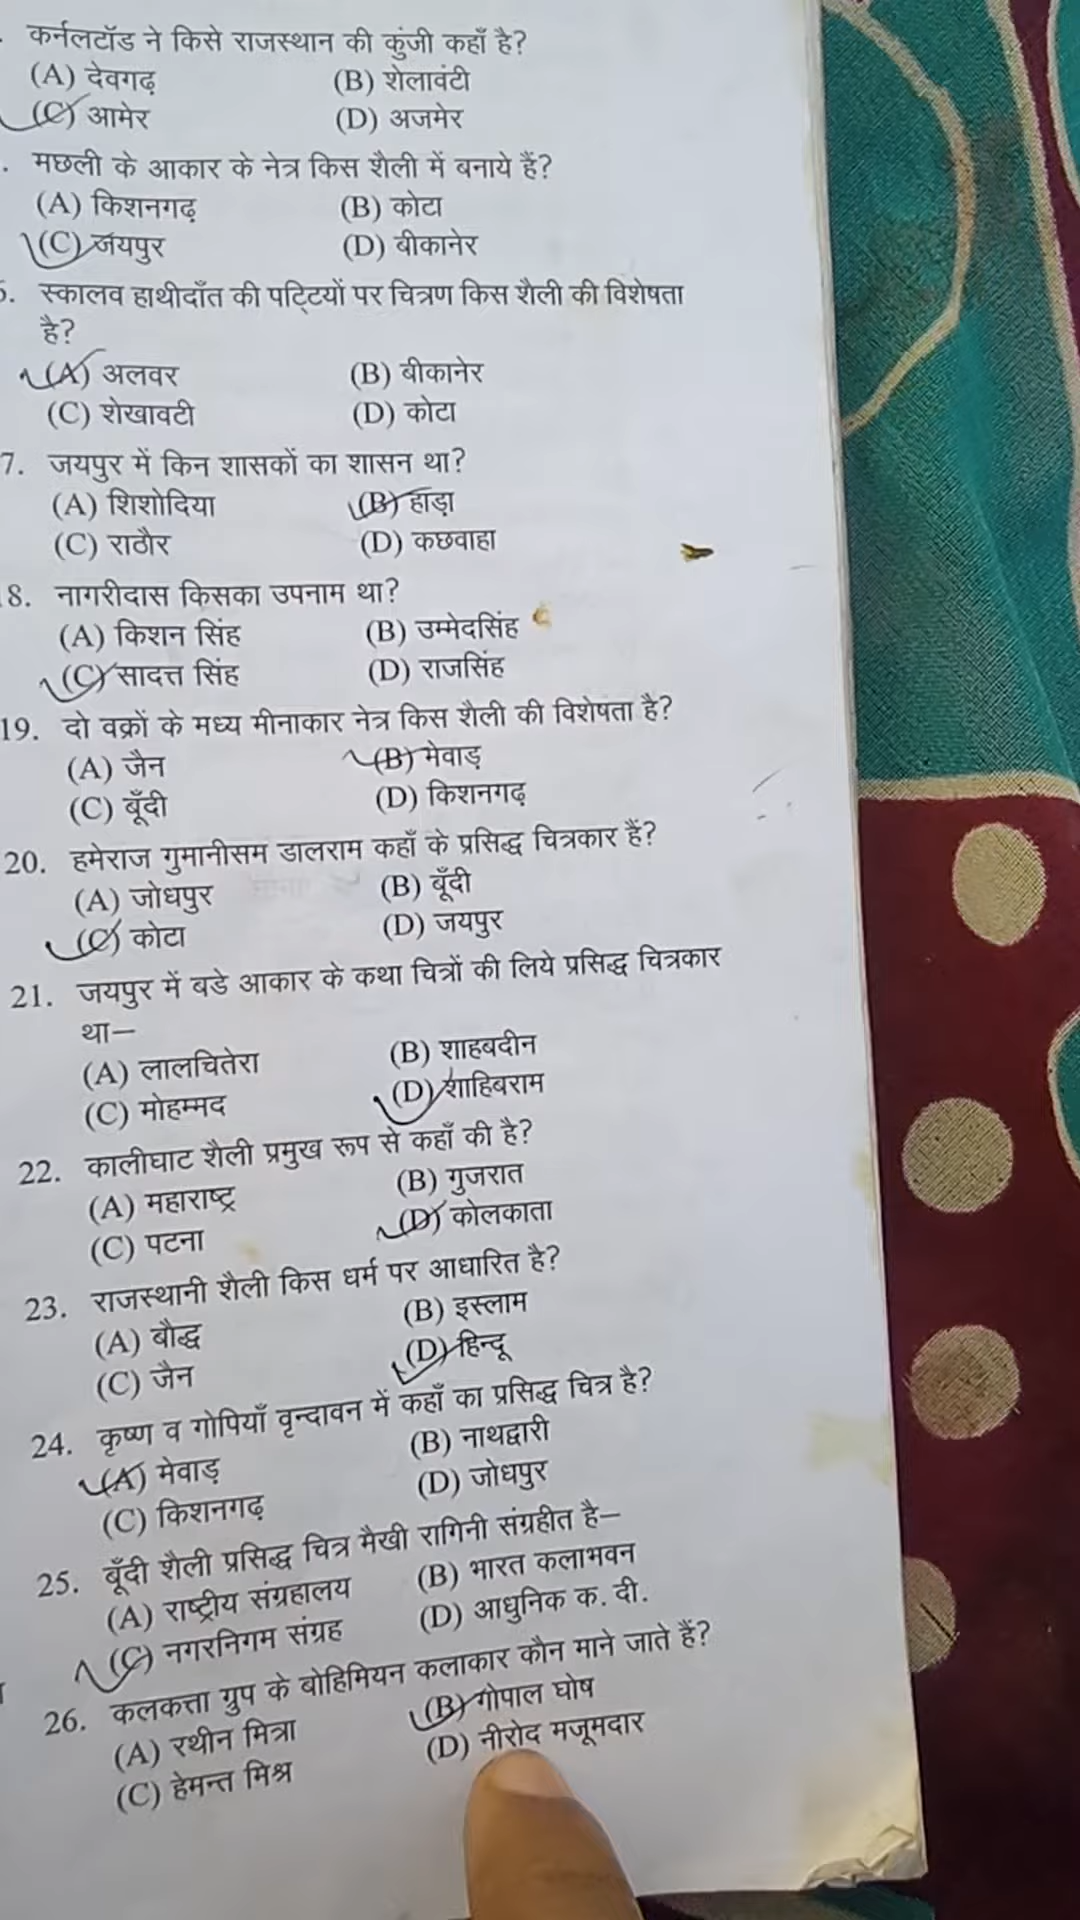 कर्नलटॉड ने किसे राजस्थान की कुंजी कहाँ है?
(A) देवगढ़ (B) शेलावंटी
(C) आमेर (D) अजमेर
. मछली के आकार के नेत्र किस शैली में बनाये हैं?
(A) किशनगढ़ (B) कोटा
(C) जयपुर (D) बीकानेर
स्कालव हाथीदाँत की पट्टियों पर चित्रण किस शैली की विशेषता
है?
(A) अलवर (B) बीकानेर
(C) शेखावटी (D) कोटा
7. जयपुर में किन शासकों का शासन था?
(A) शिशोदिया (B) हाड़ा
(C) राठौर (D) कछवाहा
8. नागरीदास किसका उपनाम था?
(A) किशन सिंह (B) उम्मेदसिंह
(C) सादत्त सिंह (D) राजसिंह
19. दो वक्रों के मध्य मीनाकार नेत्र किस शैली की विशेषता है?
(A) जैन (B) मेवाड़
(C) बूँदी (D) किशनगढ़
20. हमेराज गुमानीसम डालराम कहाँ के प्रसिद्ध चित्रकार हैं?
(A) जोधपुर (B) बूँदी
(C) कोटा (D) जयपुर
21. जयपुर में बडे आकार के कथा चित्रों की लिये प्रसिद्ध चित्रकार
था—
(A) लालचितेरा (B) शाहबदीन
(C) मोहम्मद (D) शाहिबराम
22. कालीघाट शैली प्रमुख रूप से कहाँ की है?
(A) महाराष्ट्र (B) गुजरात
(C) पटना (D) कोलकाता
23. राजस्थानी शैली किस धर्म पर आधारित है?
(A) बौद्ध (B) इस्लाम
(C) जैन (D) हिन्दू
24. कृष्ण व गोपियाँ वृन्दावन में कहाँ का प्रसिद्ध चित्र है?
(A) मेवाड़ (B) नाथद्वारी
(C) किशनगढ़ (D) जोधपुर
25. बूँदी शैली प्रसिद्ध चित्र मैखी रागिनी संग्रहीत है—
(A) राष्ट्रीय संग्रहालय (B) भारत कलाभवन
(C) नगरनिगम संग्रह (D) आधुनिक क. दी.
26. कलकत्ता ग्रुप के बोहिमियन कलाकार कौन माने जाते हैं?
(A) रथीन मित्रा (B) गोपाल घोष
(C) हेमन्त मिश्र (D) नीरोद मजूमदार